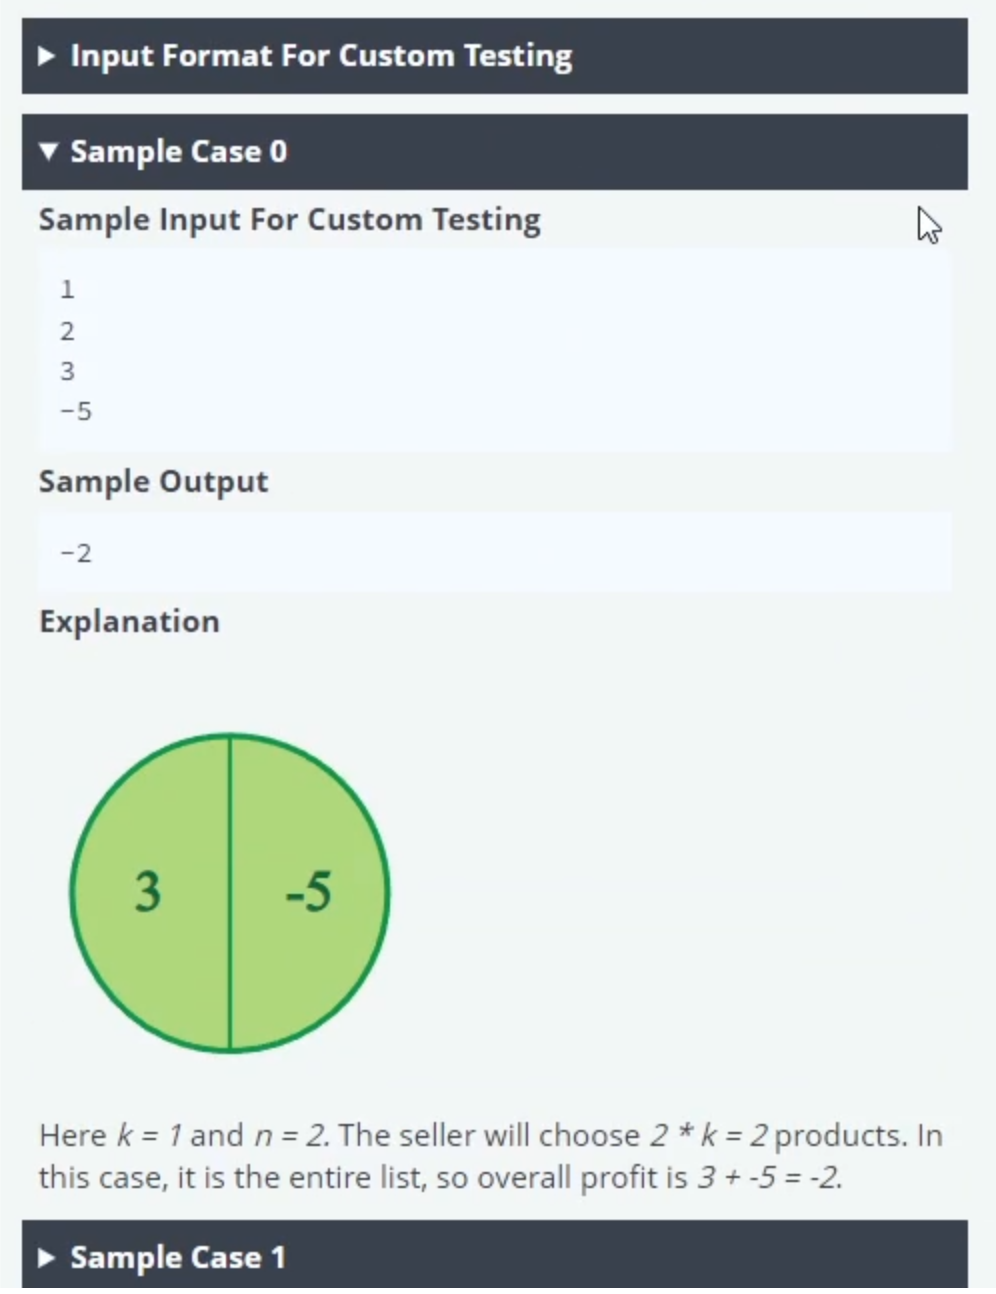 Input Format For Custom Testing
Sample Case 0
Sample Input For Custom Testing
1
2
3
-5
Sample Output
-2
Explanation
3 -5
Here k = 1 and n = 2. The seller will choose 2 * k = 2 products. In
this case, it is the entire list, so overall profit is 3 + -5 = -2.
Sample Case 1